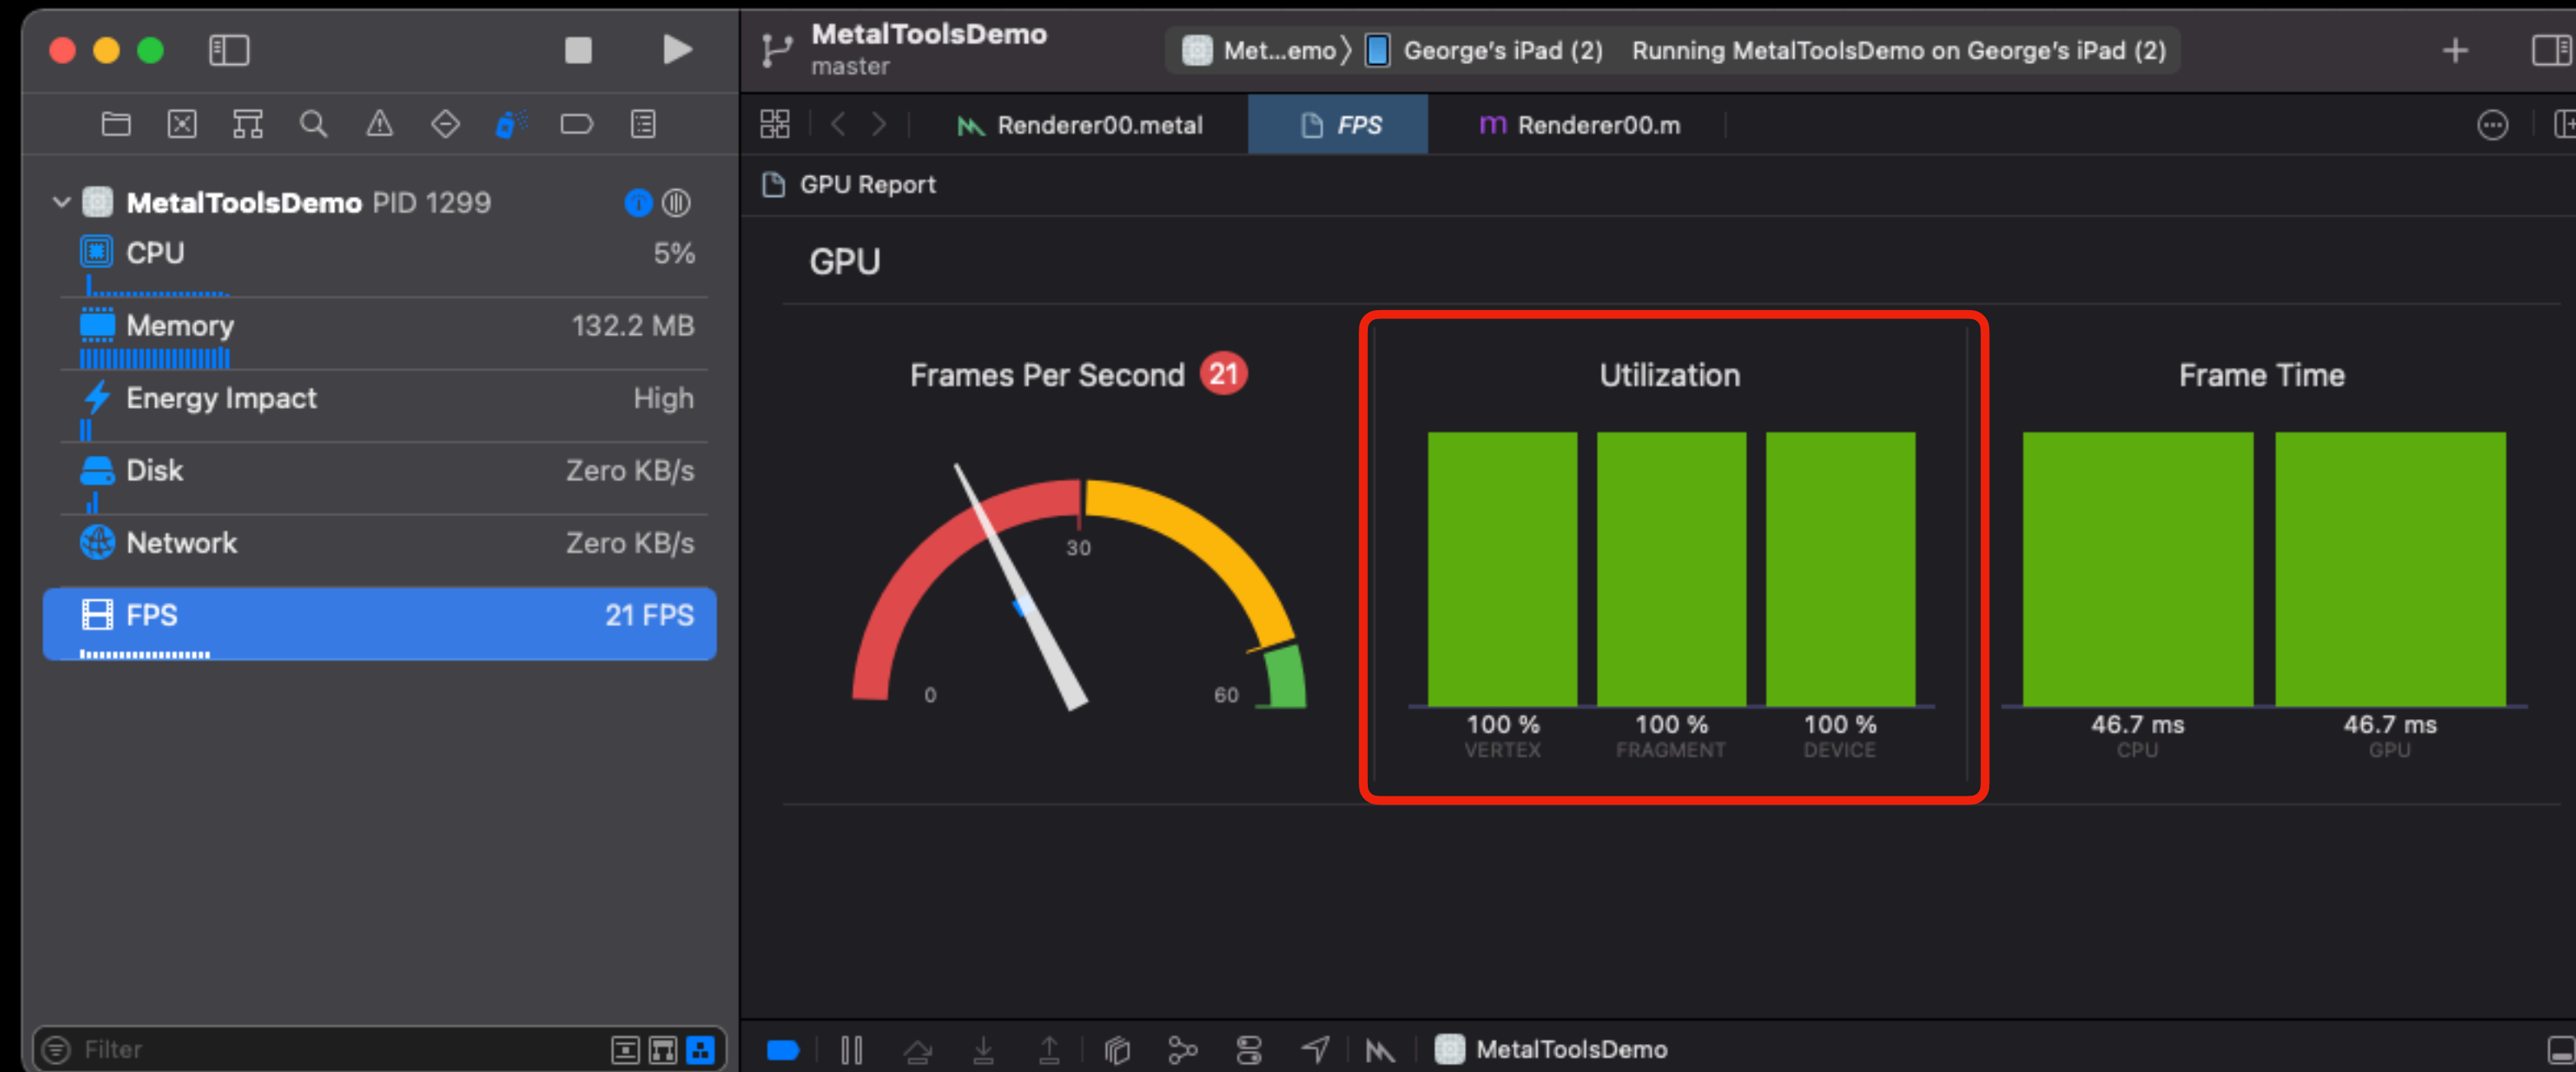 MetalToolsDemo
master
Met...emo
George's iPad (2)
Running MetalToolsDemo on George's iPad (2)
Renderer00.metal
FPS
Renderer00.m
MetalToolsDemo PID 1299
CPU 5%
Memory 132.2 MB
Energy Impact High
Disk Zero KB/s
Network Zero KB/s
FPS 21 FPS
Filter
GPU Report
GPU
Frames Per Second 21
30
0
60
Utilization
100 %
VERTEX
100 %
FRAGMENT
100 %
DEVICE
Frame Time
46.7 ms
CPU
46.7 ms
GPU
MetalToolsDemo